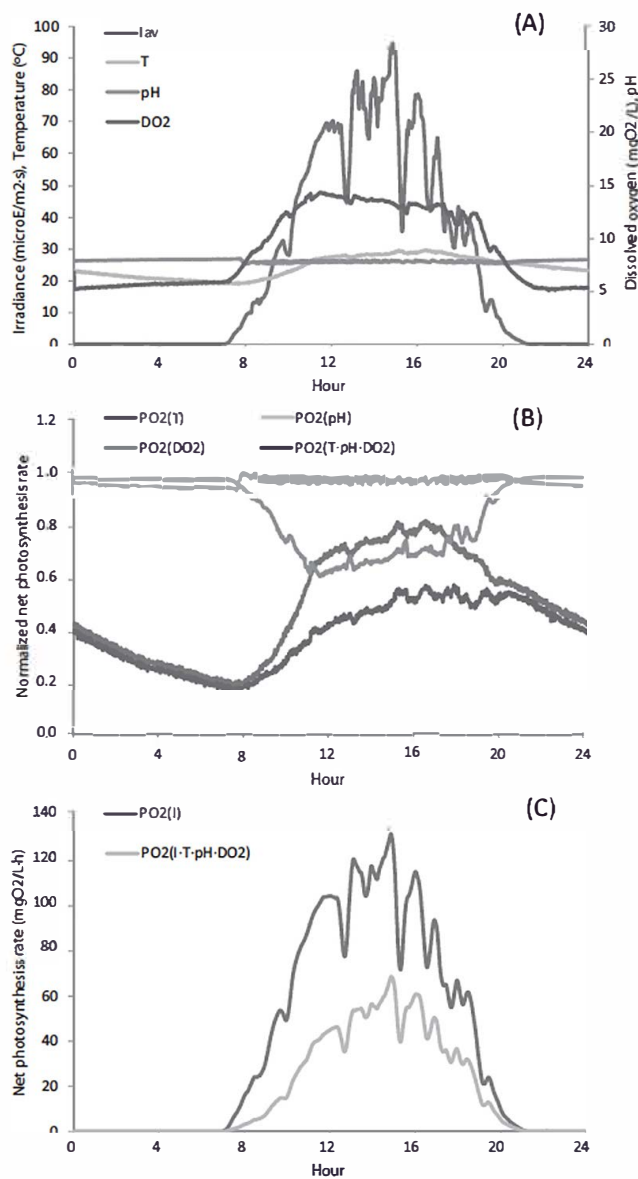 (A)
Irradiance (microE/m2·s), Temperature (ºC)
Dissolved oxygen (mgO2/L), pH
Iav
T
pH
DO2
100
90
80
70
60
50
40
30
20
10
0
30
25
20
15
10
5
0
0 4 8 12 16 20 24
Hour
(B)
Normalized net photosynthesis rate
PO2(T) PO2(pH)
PO2(DO2) PO2(T·pH·DO2)
1.2
1.0
0.8
0.6
0.4
0.2
0.0
0 4 8 12 16 20 24
Hour
(C)
Net photosynthesis rate (mgO2/L·h)
PO2(I)
PO2(I·T·pH·DO2)
140
120
100
80
60
40
20
0
0 4 8 12 16 20 24
Hour